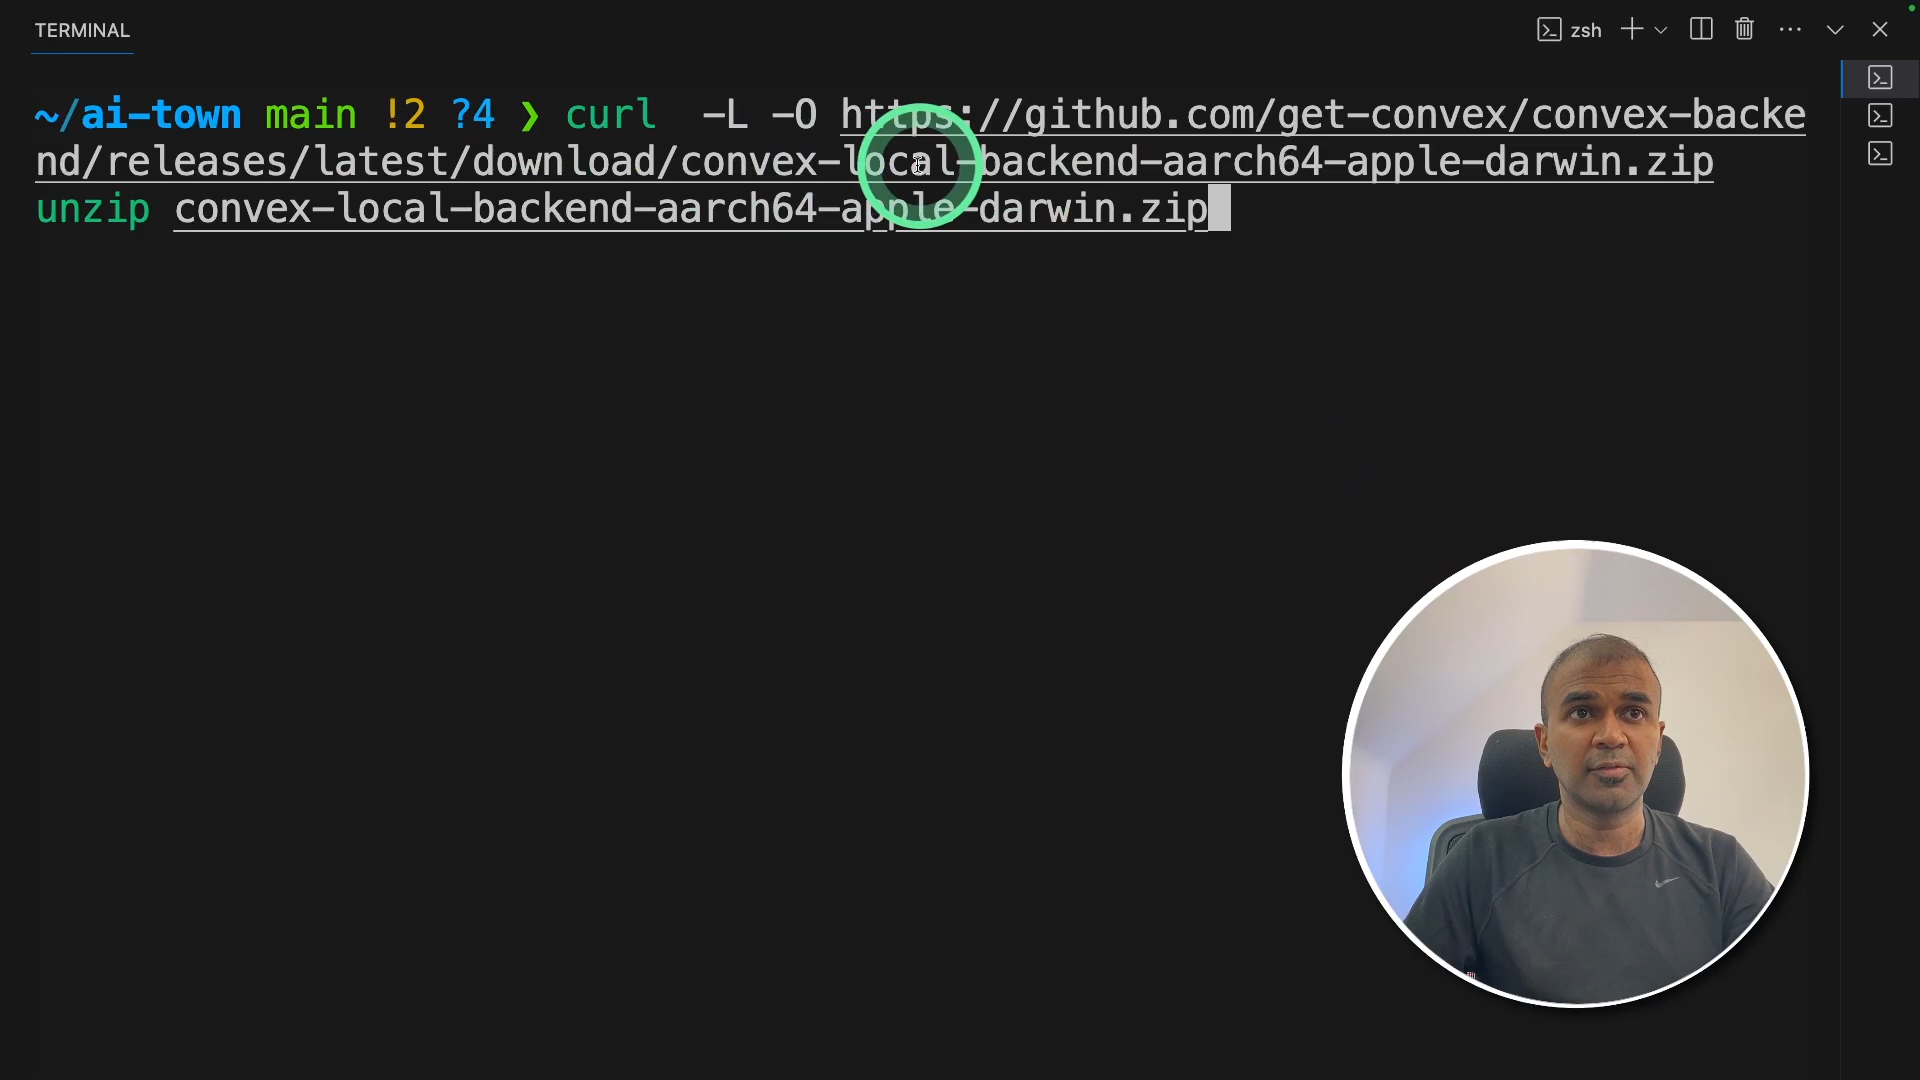 TERMINAL
zsh
~/ai-town main !2 ?4 ❯ curl  -L -O https://github.com/get-convex/convex-backe
nd/releases/latest/download/convex-local-backend-aarch64-apple-darwin.zip
unzip convex-local-backend-aarch64-apple-darwin.zip